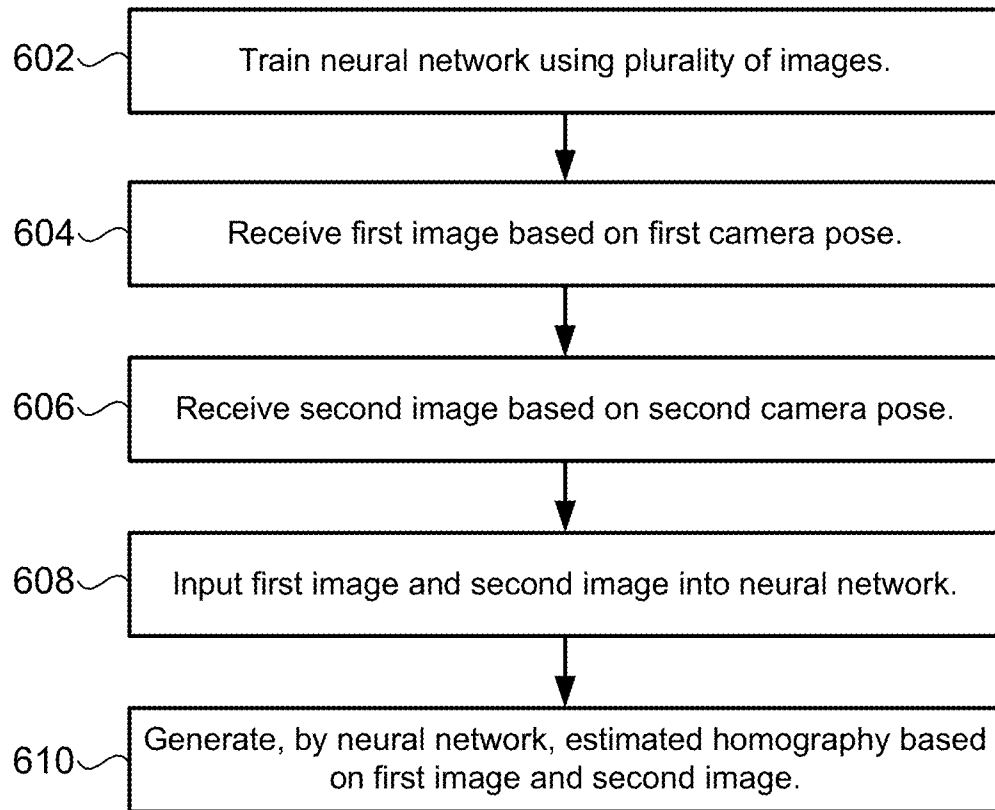 602
Train neural network using plurality of images.
604
Receive first image based on first camera pose.
606
Receive second image based on second camera pose.
608
Input first image and second image into neural network.
610
Generate, by neural network, estimated homography based
on first image and second image.